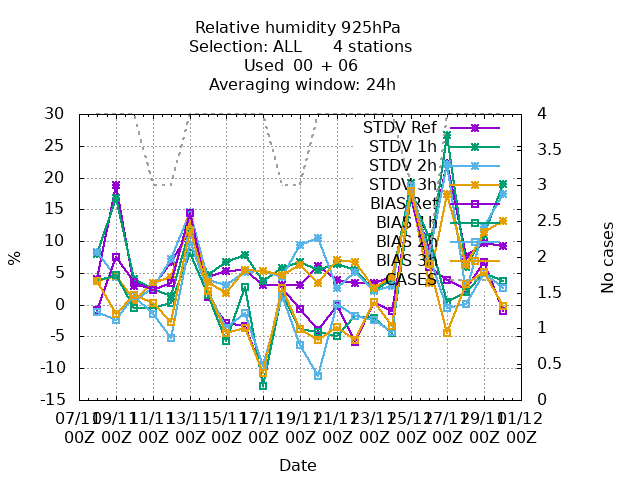 Relative humidity 925hPa
Selection: ALL 4 stations
Used 00 + 06
Averaging window: 24h
30 4
25 3.5
20 3
15 2.5
10 2
5 1.5
0 1
-5 0.5
-10 0
-15
%
No cases
STDV Ref
STDV 1h
STDV 2h
STDV 3h
BIAS Ref
BIAS 1h
BIAS 2h
BIAS 3h
CASES
07/11 09/11 11/11 13/11 15/11 17/11 19/11 21/11 23/11 25/11 27/11 29/11 01/12
00Z 00Z 00Z 00Z 00Z 00Z 00Z 00Z 00Z 00Z 00Z 00Z 00Z
Date